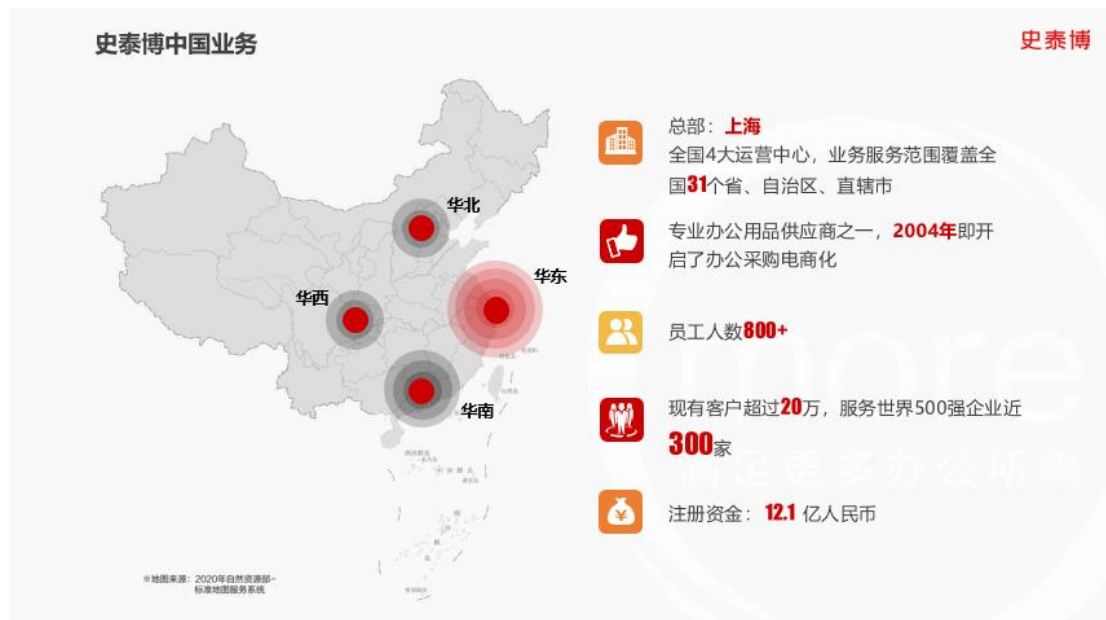 史泰博中国业务
史泰博
总部：上海
全国4大运营中心，业务服务范围覆盖全
国31个省、自治区、直辖市
专业办公用品供应商之一，2004年即开
启了办公采购电商化
员工人数800+
现有客户超过20万，服务世界500强企业近
300家
注册资金：12.1 亿人民币
华北
华东
华西
华南
more
满足更多办公所需
※地图来源：2020年自然资源部-
标准地图服务系统